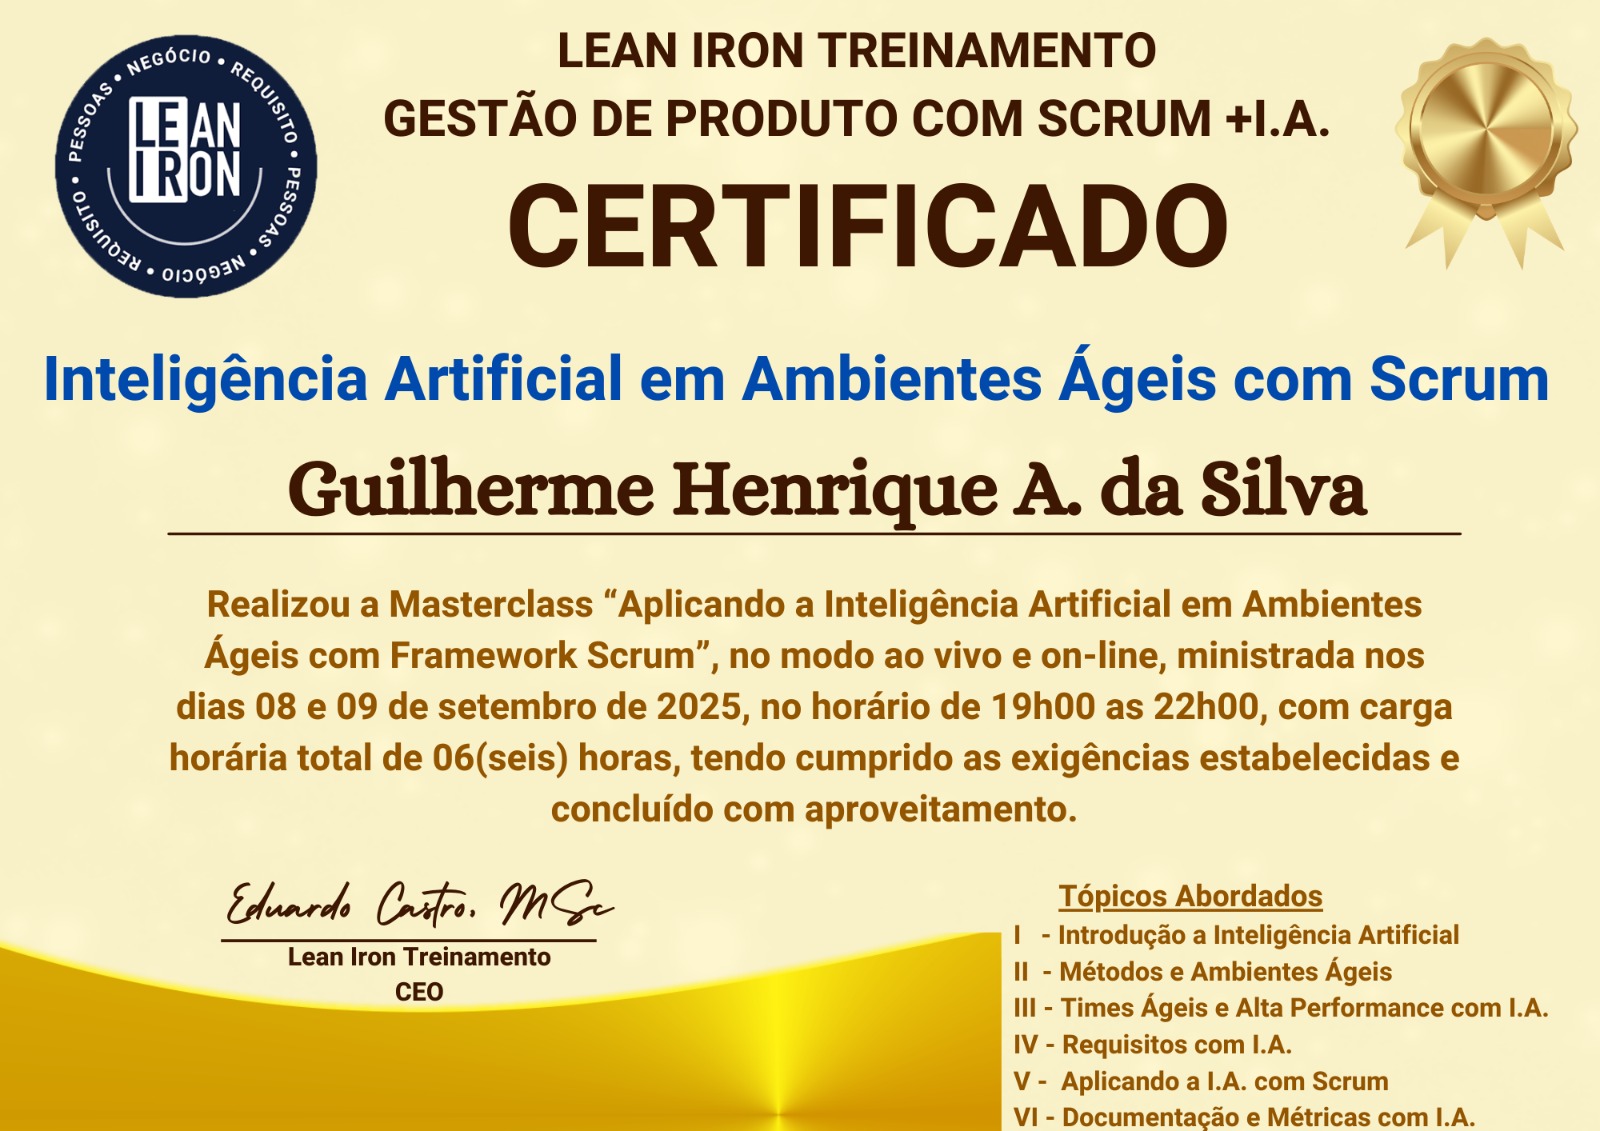 PESSOAS • NEGÓCIO • REQUISITO • PESSOAS • NEGÓCIO • REQUISITO •
LEAN
IRON
LEAN IRON TREINAMENTO
GESTÃO DE PRODUTO COM SCRUM +I.A.
CERTIFICADO
Inteligência Artificial em Ambientes Ágeis com Scrum
Guilherme Henrique A. da Silva
Realizou a Masterclass “Aplicando a Inteligência Artificial em Ambientes
Ágeis com Framework Scrum”, no modo ao vivo e on-line, ministrada nos
dias 08 e 09 de setembro de 2025, no horário de 19h00 as 22h00, com carga
horária total de 06(seis) horas, tendo cumprido as exigências estabelecidas e
concluído com aproveitamento.
Eduardo Castro, MSc
Lean Iron Treinamento
CEO
Tópicos Abordados
I - Introdução a Inteligência Artificial
II - Métodos e Ambientes Ágeis
III - Times Ágeis e Alta Performance com I.A.
IV - Requisitos com I.A.
V - Aplicando a I.A. com Scrum
VI - Documentação e Métricas com I.A.